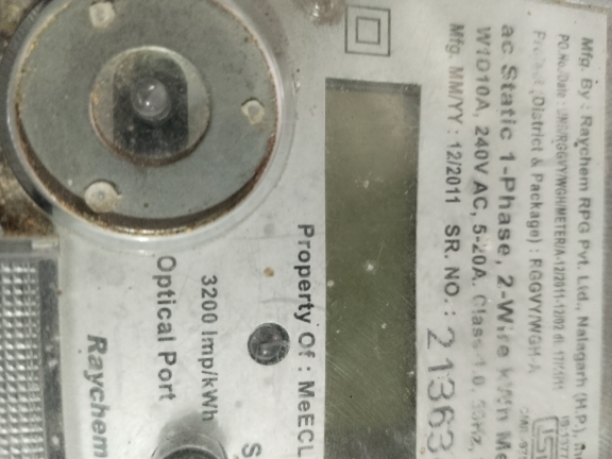 Mfg. By : Raychem RPG Pvt. Ltd., Nalagarh (H.P.),
(District & Package) : RGGVY/WGH-A
ac Static 1-Phase, 2-Wire kWh Me
W1D10A, 240V AC, 5-20A, Class 1.0, 50Hz,
Mfg. MM/YY : 12/2011 SR. NO. : 21363
Property Of : MeECL
3200 Imp/kWh
Optical Port
Raychem